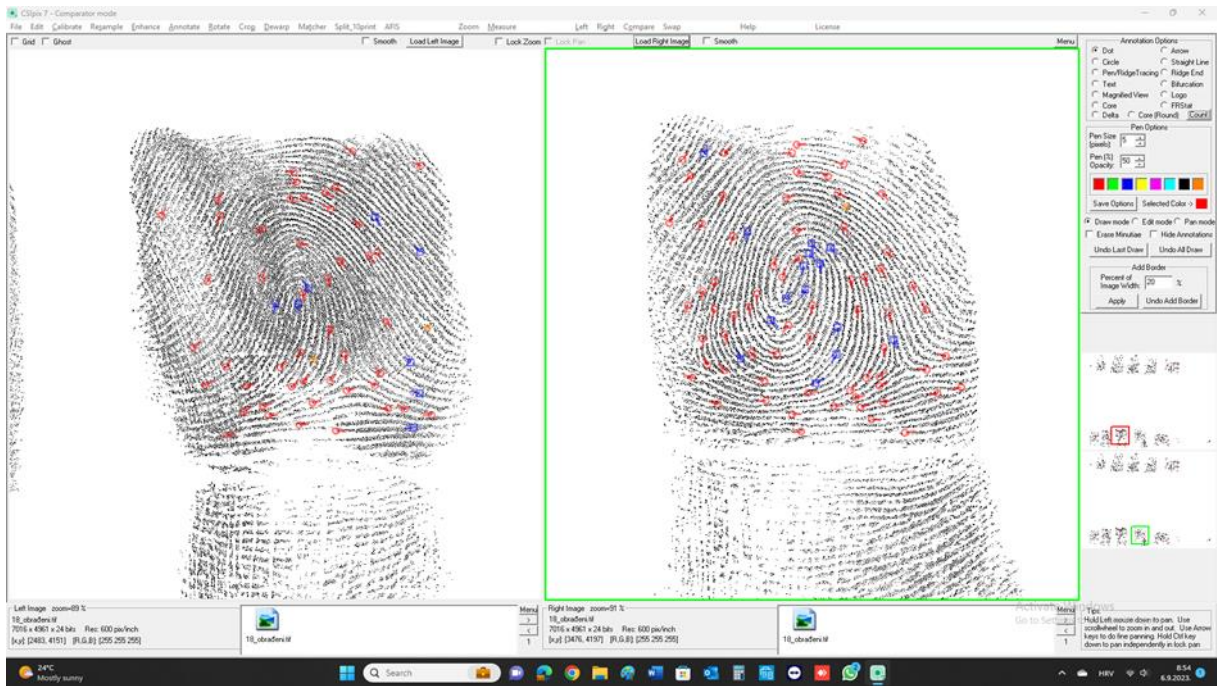 CSIpix 7 - Comparator mode
File Edit Calibrate Resample Enhance Annotate Rotate Crop Dewarp Matcher Split_10print AFIS Zoom Measure Left Right Compare Swap Help License
Grid Ghost Smooth Load Left Image Lock Zoom Lock Pan Load Right Image Smooth Menu
Annotation Options
Dot Arrow
Circle Straight Line
Pen/RidgeTracing Ridge End
Text Bifurcation
Magnified View Logo
Core FRStat
Delta Core (Round) Count
Pen Options
Pen Size (pixels): 5
Pen (%) Opacity: 50
Save Options Selected Color >
Draw mode Edit mode Pan mode
Erase Minutiae Hide Annotations
Undo Last Draw Undo All Draw
Add Border
Percent of Image Width: 20 %
Apply Undo Add Border
Left Image zoom=89 %
18_obrađeni.tif
7016 x 4961 x 24 bits Res: 600 pix/inch
[x,y]: [2483, 4151] [R,G,B]: [255 255 255]
18_obrađeni.tif
Menu
>
<
1
Right Image zoom=91 %
18_obrađeni.tif
7016 x 4961 x 24 bits Res: 600 pix/inch
[x,y]: [3476, 4197] [R,G,B]: [255 255 255]
18_obrađeni.tif
Menu
>
<
1
Tips:
Hold Left mouse down to pan. Use
scrollwheel to zoom in and out. Use Arrow
keys to do fine panning. Hold Ctrl key
down to pan independently in lock pan
24°C
Mostly sunny
Search
HRV
8:54
6.9.2023.